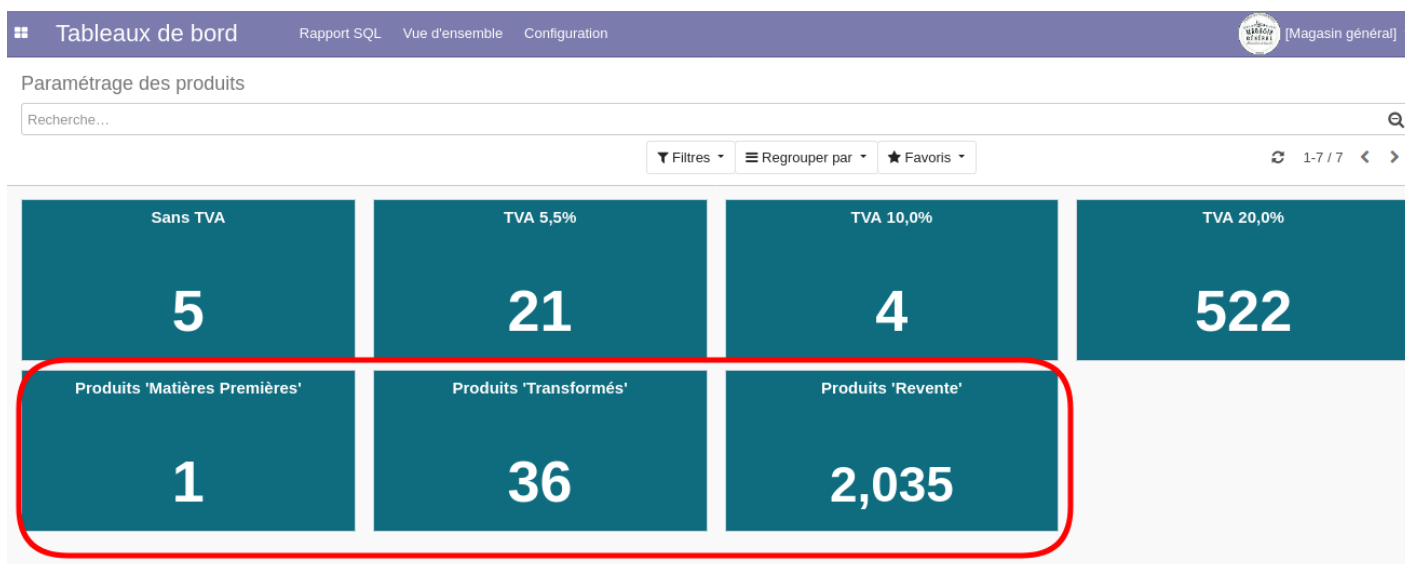 Tableaux de bord Rapport SQL Vue d'ensemble Configuration [Magasin général]
Paramétrage des produits
Recherche…
Filtres Regrouper par Favoris 1-7 / 7
Sans TVA TVA 5,5% TVA 10,0% TVA 20,0%
5 21 4 522
Produits 'Matières Premières' Produits 'Transformés' Produits 'Revente'
1 36 2,035